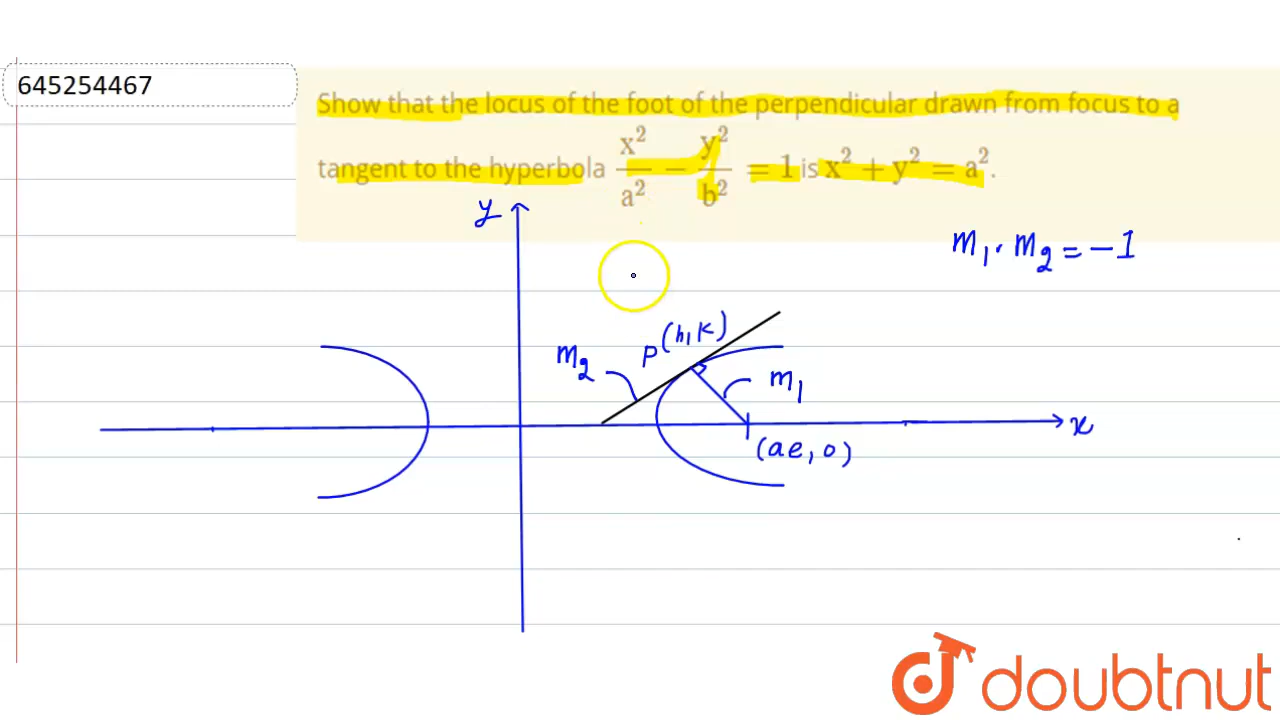 645254467
Show that the locus of the foot of the perpendicular drawn from focus to a
tangent to the hyperbola x²/a² − y²/b² = 1 is x² + y² = a².
y
m₁ · m₂ = −1
P(h, k)
m₂
m₁
x
(ae, 0)
doubtnut